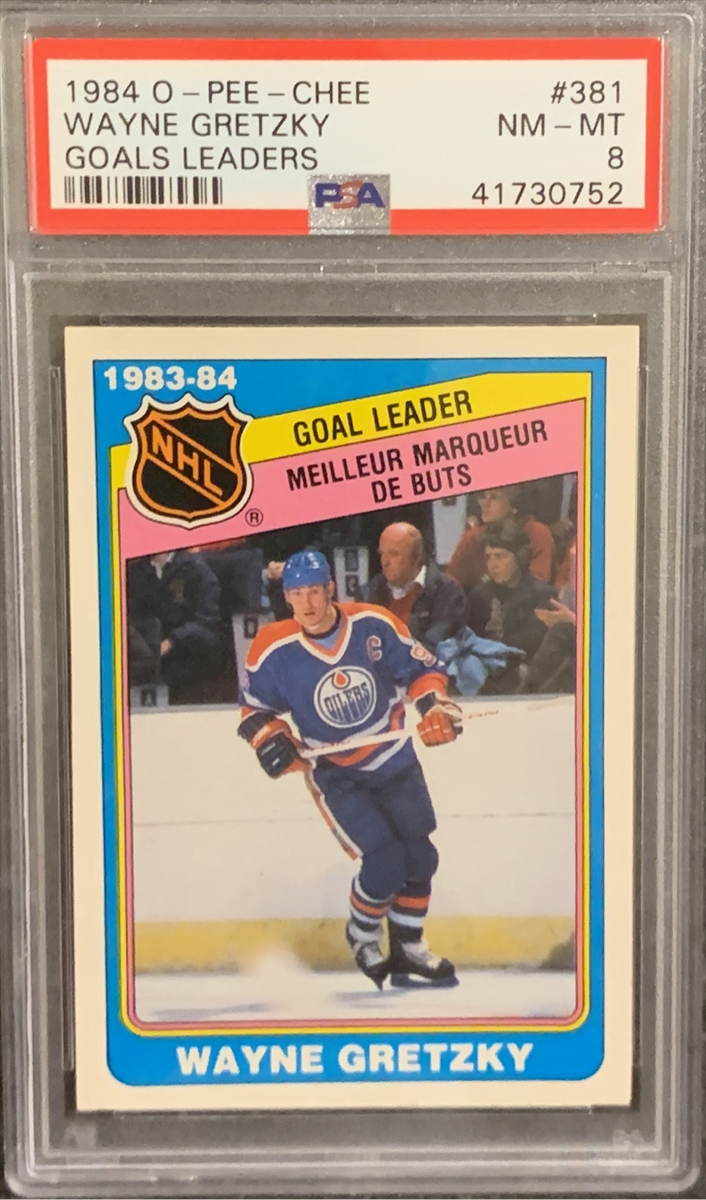 1984 O-PEE-CHEE #381
WAYNE GRETZKY NM-MT
GOALS LEADERS 8
PSA 41730752
1983-84
NHL
®
GOAL LEADER
MEILLEUR MARQUEUR
DE BUTS
C
9
OILERS
WAYNE GRETZKY